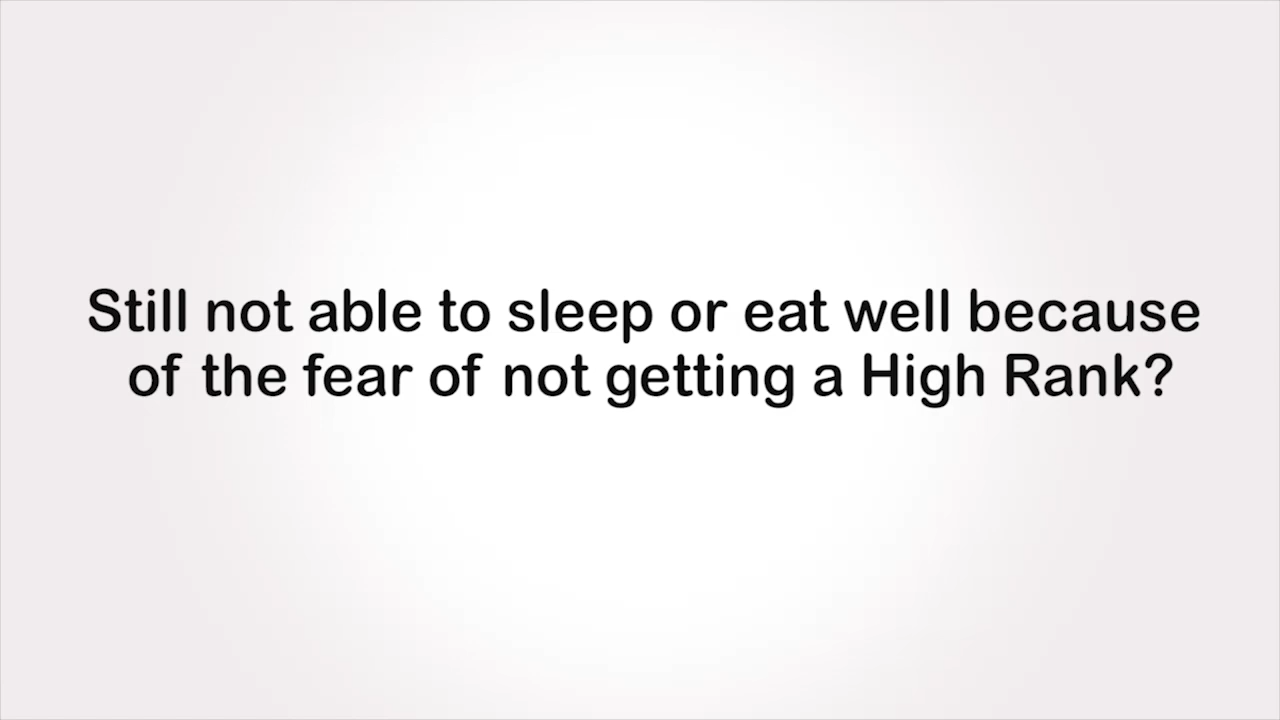 Still not able to sleep or eat well because
of the fear of not getting a High Rank?